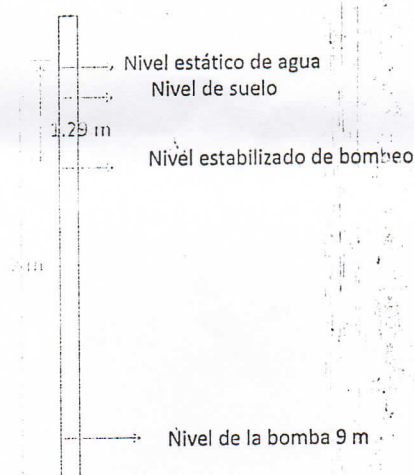 Nivel estático de agua
Nivel de suelo
1.29 m
Nivel estabilizado de bombeo
m
Nivel de la bomba 9 m